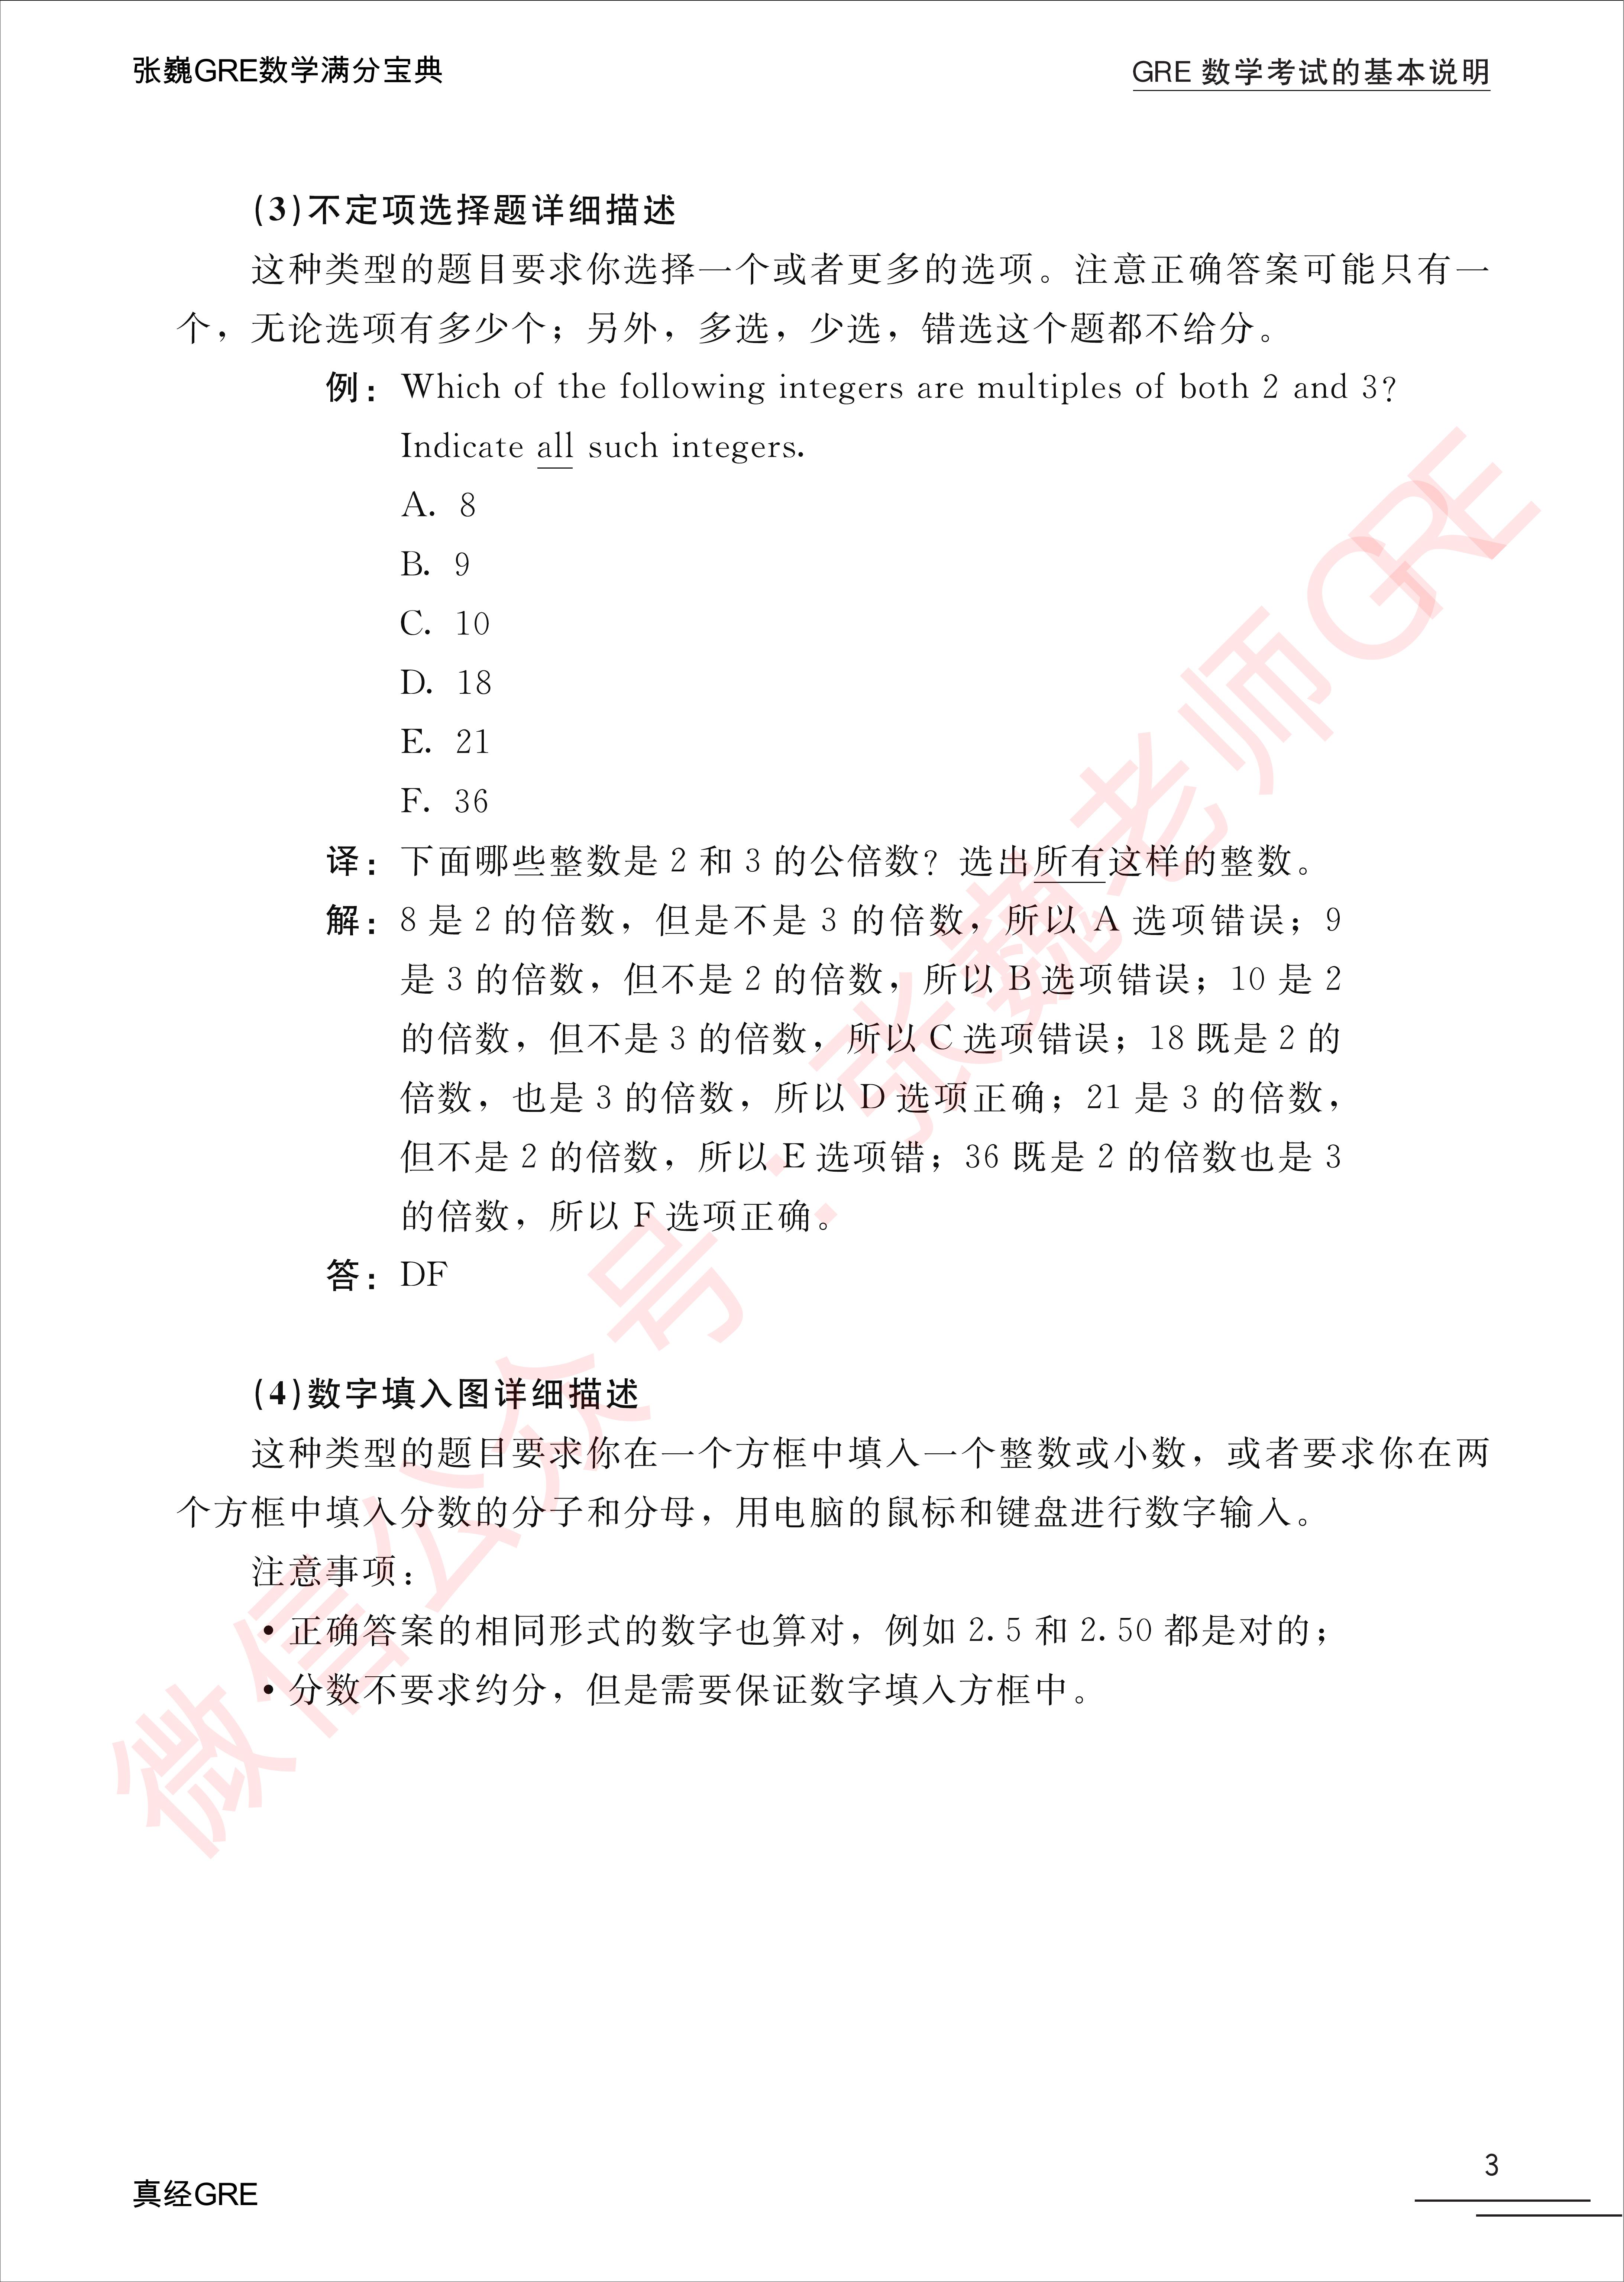 张巍GRE数学满分宝典
GRE 数学考试的基本说明
(3)不定项选择题详细描述
这种类型的题目要求你选择一个或者更多的选项。注意正确答案可能只有一
个，无论选项有多少个；另外，多选，少选，错选这个题都不给分。
例：Which of the following integers are multiples of both 2 and 3?
Indicate all such integers.
A. 8
B. 9
C. 10
D. 18
E. 21
F. 36
译：下面哪些整数是 2 和 3 的公倍数？选出所有这样的整数。
解：8 是 2 的倍数，但是不是 3 的倍数，所以 A 选项错误；9
是 3 的倍数，但不是 2 的倍数，所以 B 选项错误；10 是 2
的倍数，但不是 3 的倍数，所以 C 选项错误；18 既是 2 的
倍数，也是 3 的倍数，所以 D 选项正确；21 是 3 的倍数，
但不是 2 的倍数，所以 E 选项错；36 既是 2 的倍数也是 3
的倍数，所以 F 选项正确。
答：DF
(4)数字填入图详细描述
这种类型的题目要求你在一个方框中填入一个整数或小数，或者要求你在两
个方框中填入分数的分子和分母，用电脑的鼠标和键盘进行数字输入。
注意事项：
• 正确答案的相同形式的数字也算对，例如 2.5 和 2.50 都是对的；
• 分数不要求约分，但是需要保证数字填入方框中。
微信公众号：张巍老师GRE
3
真经GRE